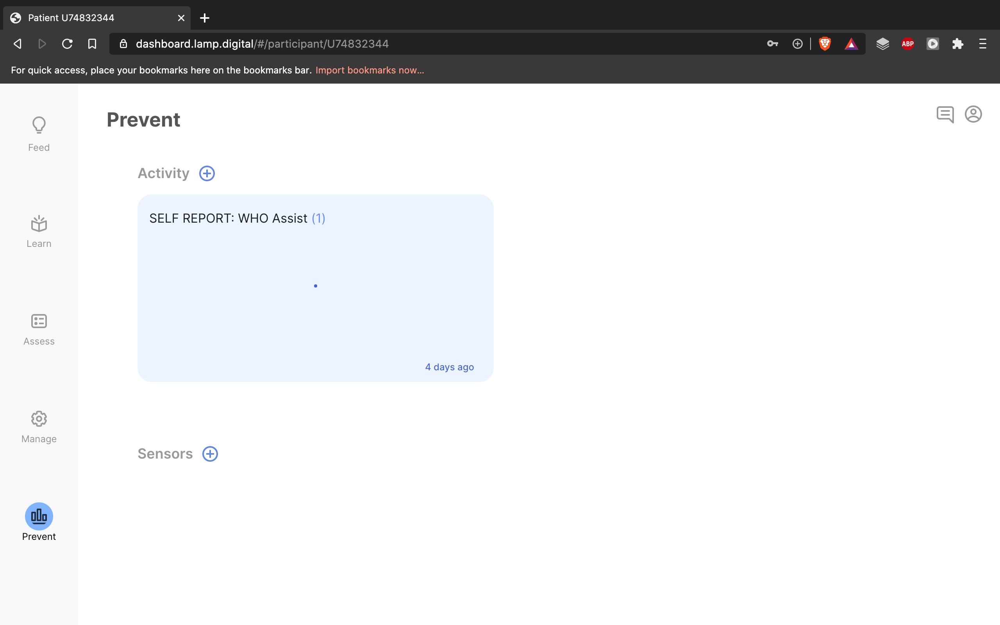 Patient U74832344
dashboard.lamp.digital/#/participant/U74832344
ABP
For quick access, place your bookmarks here on the bookmarks bar. Import bookmarks now...
Feed
Learn
Assess
Manage
Prevent
Prevent
Activity
SELF REPORT: WHO Assist (1)
4 days ago
Sensors